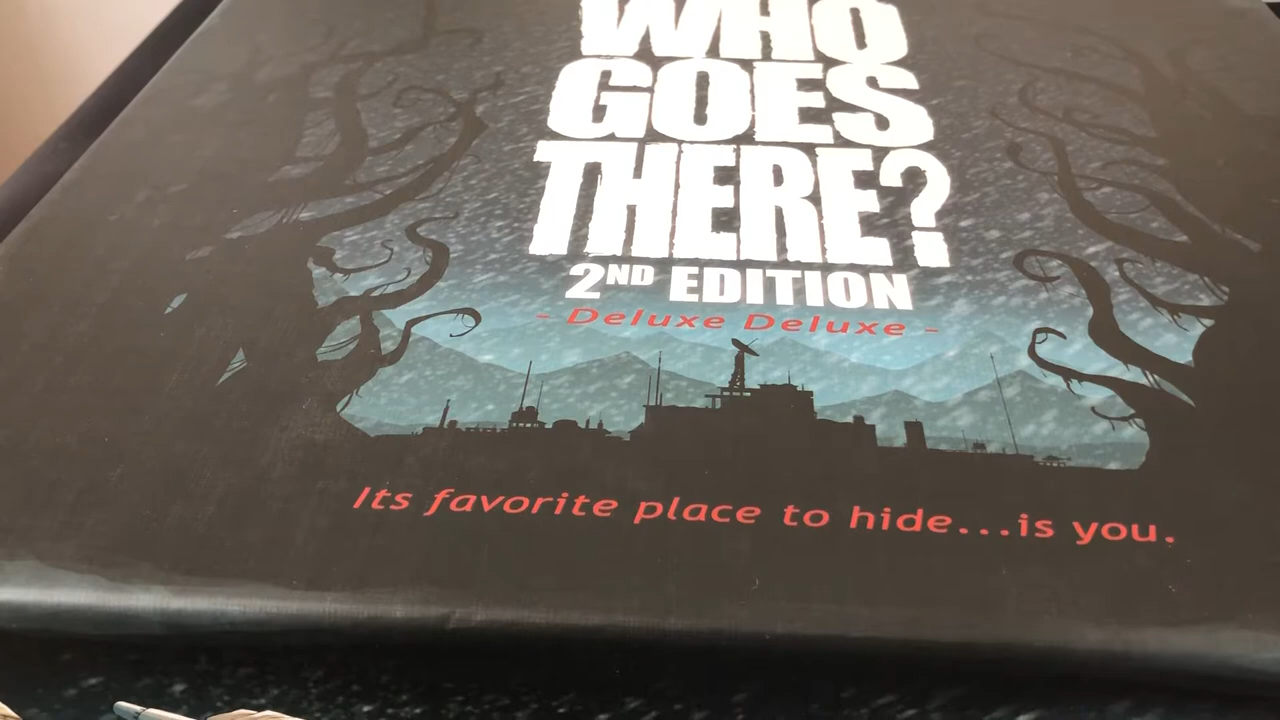 WHO
GOES
THERE?
2ND EDITION
- Deluxe Deluxe -
Its favorite place to hide...is you.